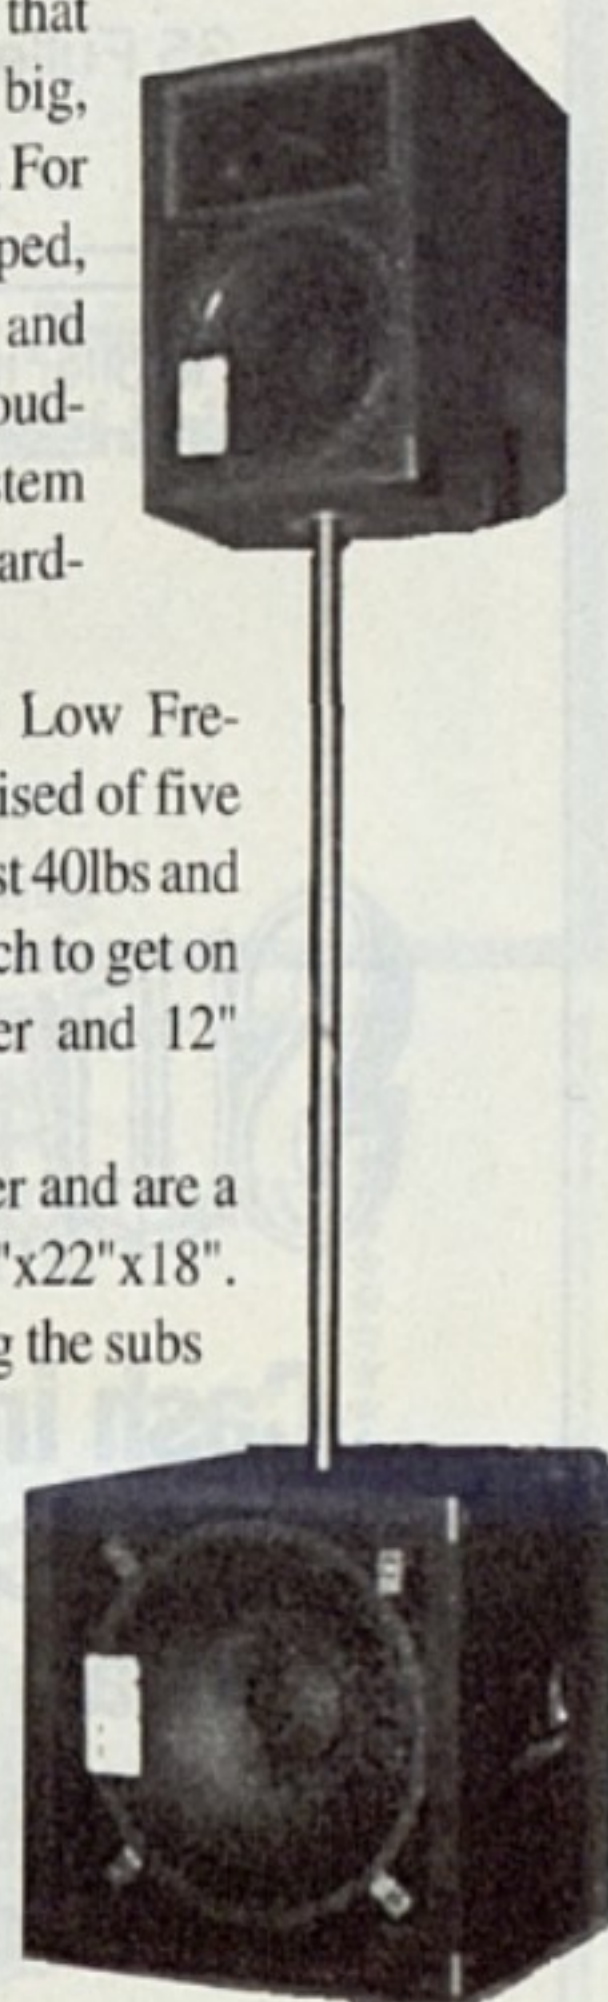 that
big,
For
ped,
and
oud-
stem
ard-
Low Fre-
ised of five
st 40lbs and
ch to get on
er and 12"
er and are a
"x22"x18".
g the subs